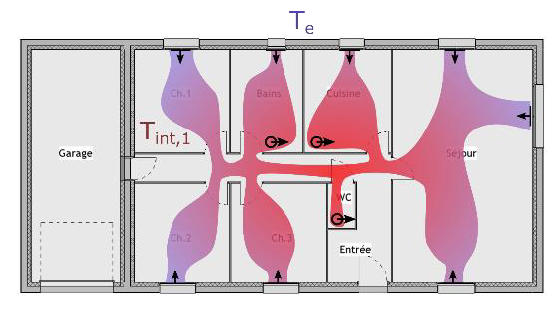 Te
Ch.1
Bains
Cuisine
Tint,1
Garage
Séjour
WC
Ch.2
Ch.3
Entrée